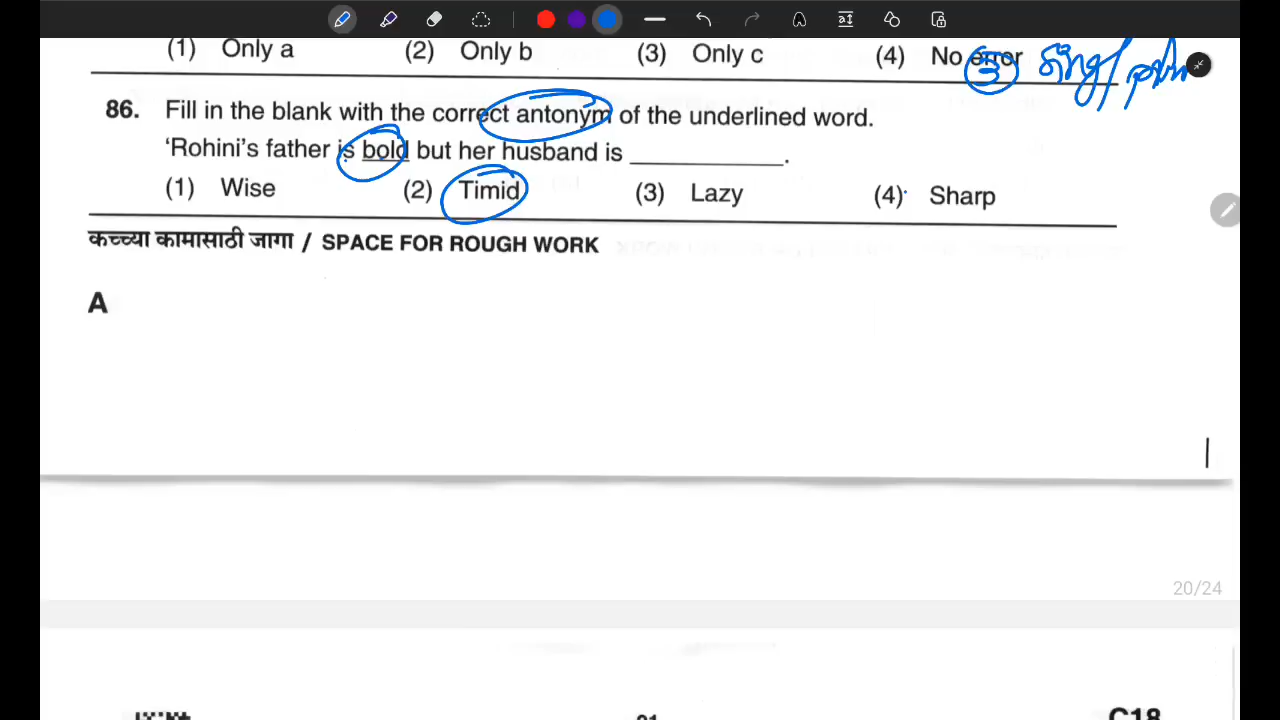 (1) Only a (2) Only b (3) Only c (4) No error
86. Fill in the blank with the correct antonym of the underlined word.
‘Rohini’s father is bold but her husband is __________.
(1) Wise (2) Timid (3) Lazy (4) Sharp
कच्च्या कामासाठी जागा / SPACE FOR ROUGH WORK
A
20/24
21 C18